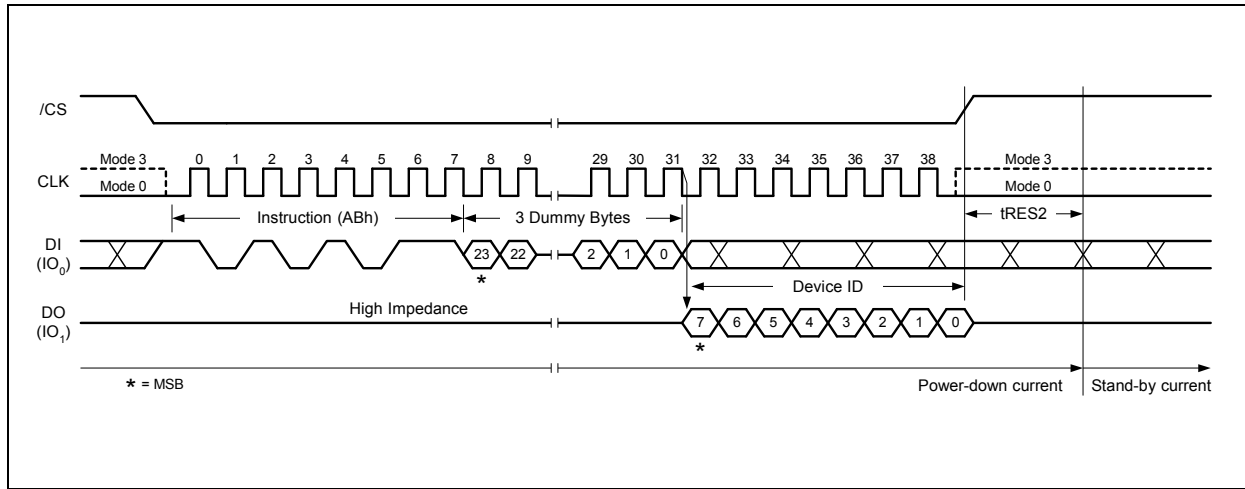 /CS
Mode 3 0 1 2 3 4 5 6 7 8 9 29 30 31 32 33 34 35 36 37 38 Mode 3
CLK
Mode 0 Mode 0
Instruction (ABh) 3 Dummy Bytes tRES2
DI
(IO0) 23 22 2 1 0
*
Device ID
High Impedance
DO
(IO1) 7 6 5 4 3 2 1 0
*
* = MSB
Power-down current Stand-by current